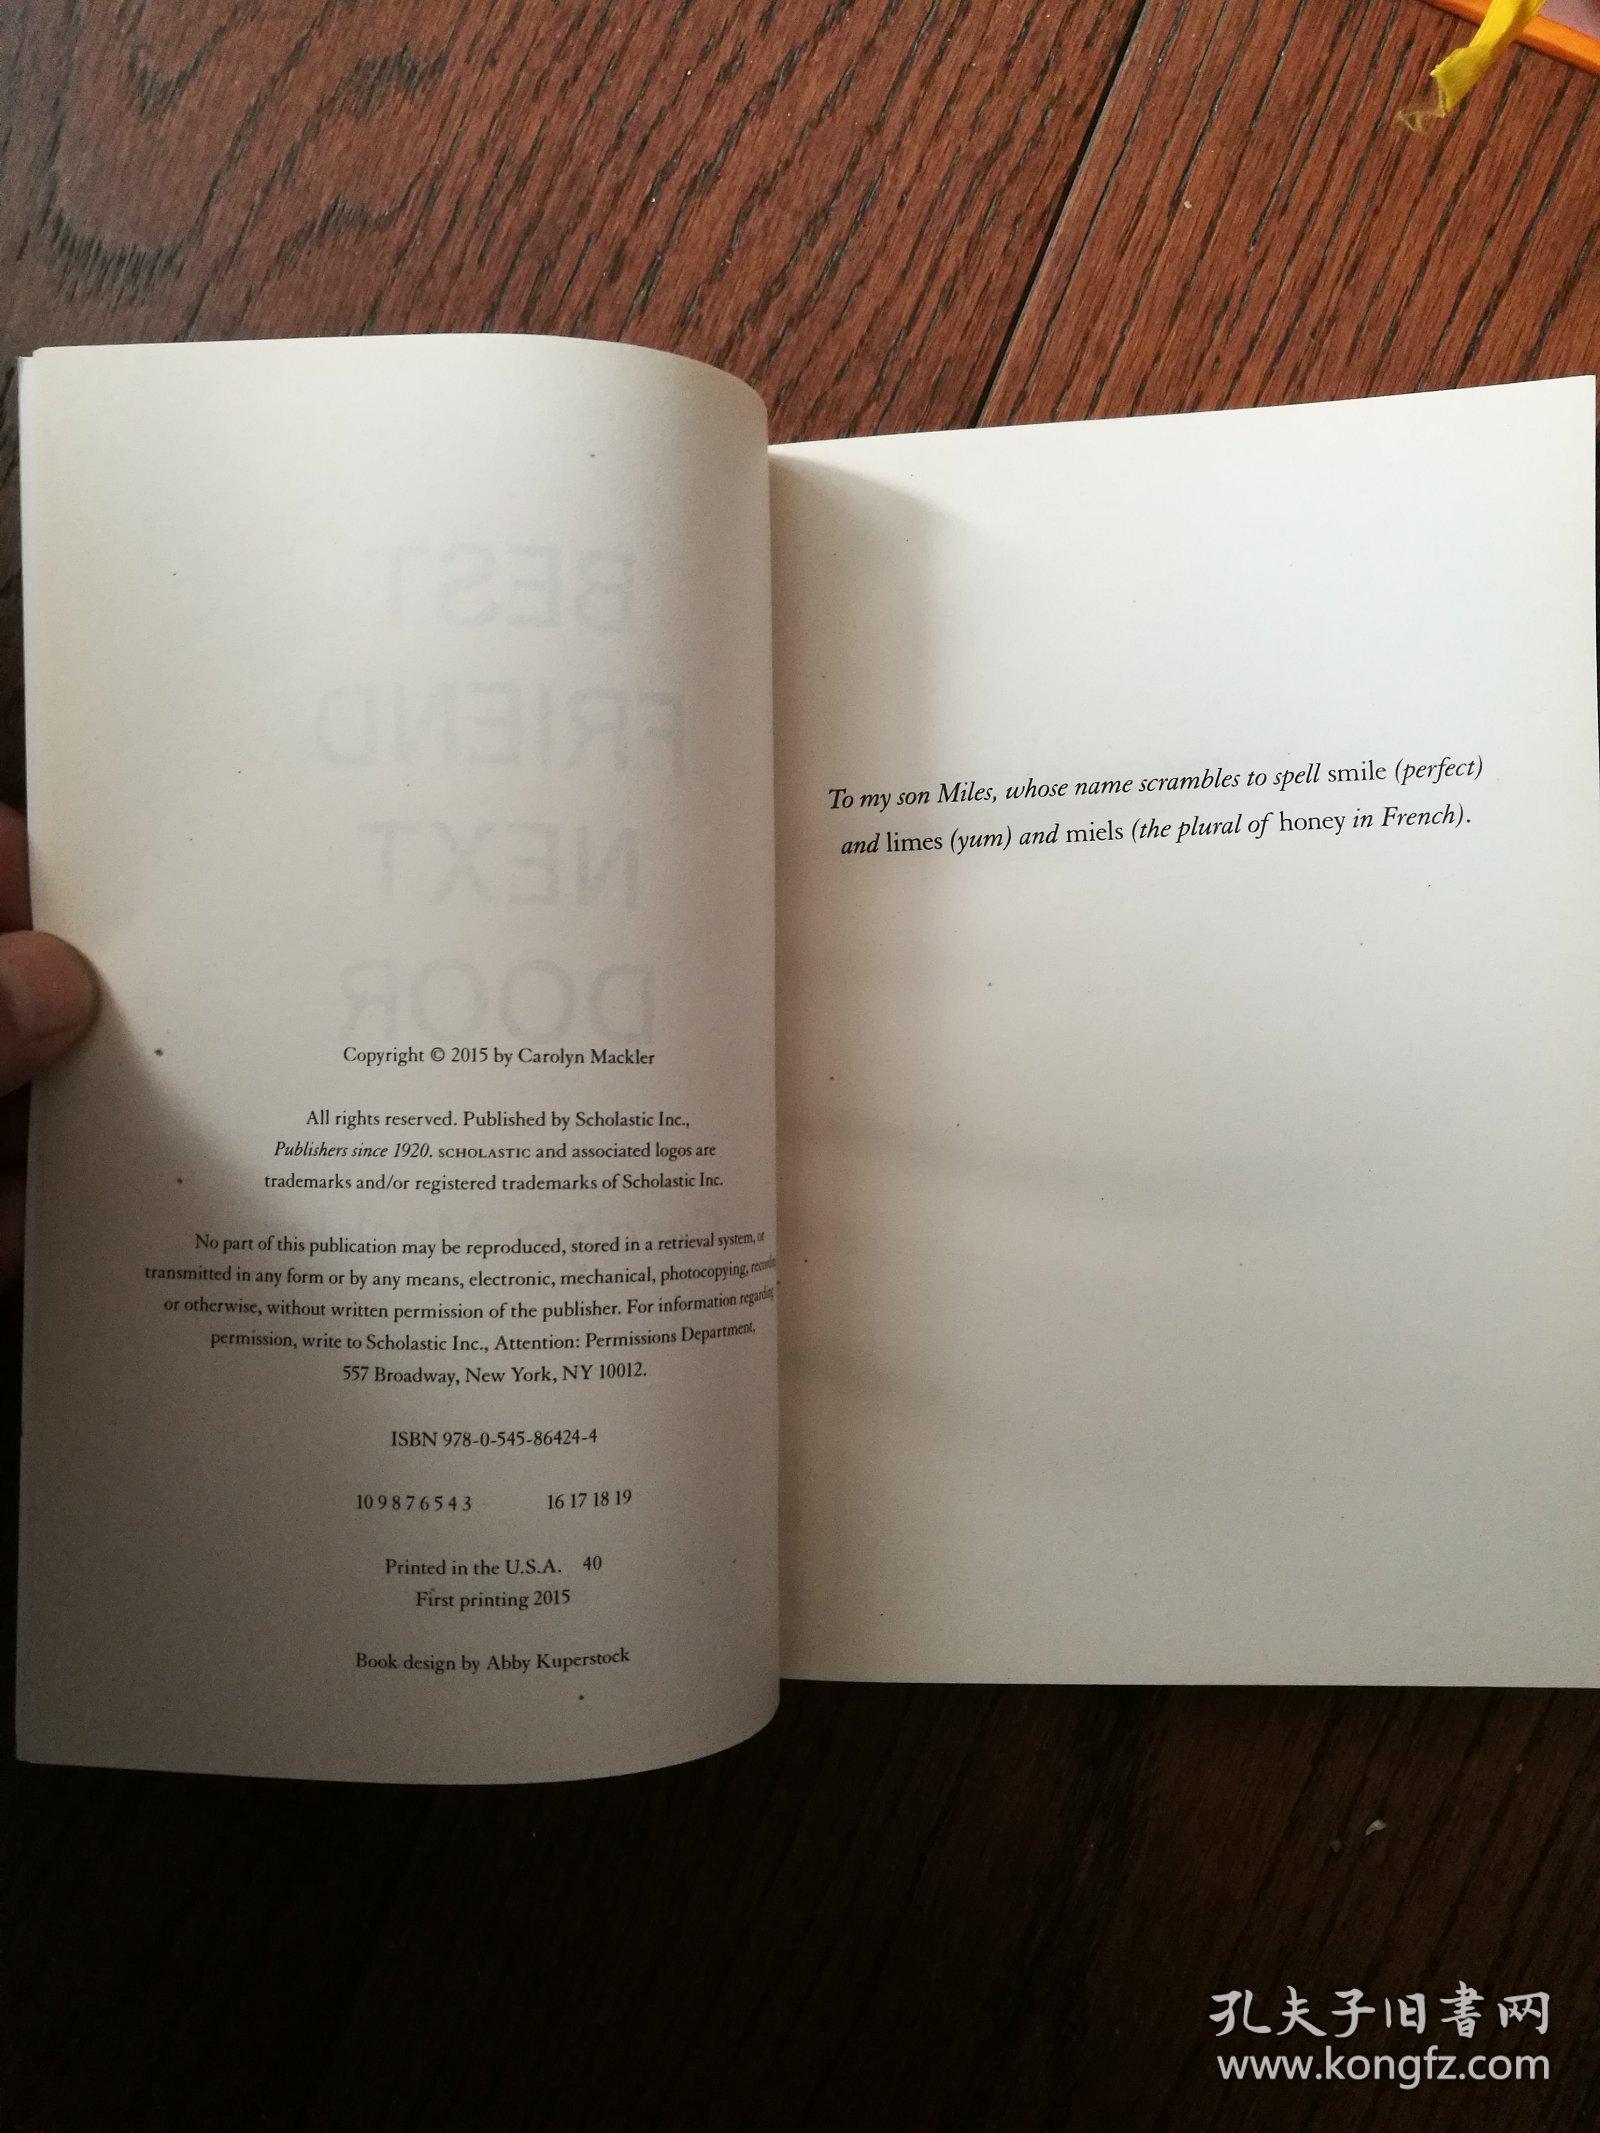 BEST
FRIEND
NEXT
DOOR
Copyright © 2015 by Carolyn Mackler
All rights reserved. Published by Scholastic Inc.,
Publishers since 1920. SCHOLASTIC and associated logos are
trademarks and/or registered trademarks of Scholastic Inc.
No part of this publication may be reproduced, stored in a retrieval system, or
transmitted in any form or by any means, electronic, mechanical, photocopying,
or otherwise, without written permission of the publisher. For information regarding
permission, write to Scholastic Inc., Attention: Permissions Department,
557 Broadway, New York, NY 10012.
ISBN 978-0-545-86424-4
10 9 8 7 6 5 4 3 16 17 18 19
Printed in the U.S.A. 40
First printing 2015
Book design by Abby Kuperstock
To my son Miles, whose name scrambles to spell smile (perfect)
and limes (yum) and miels (the plural of honey in French).
孔夫子旧書网
www.kongfz.com